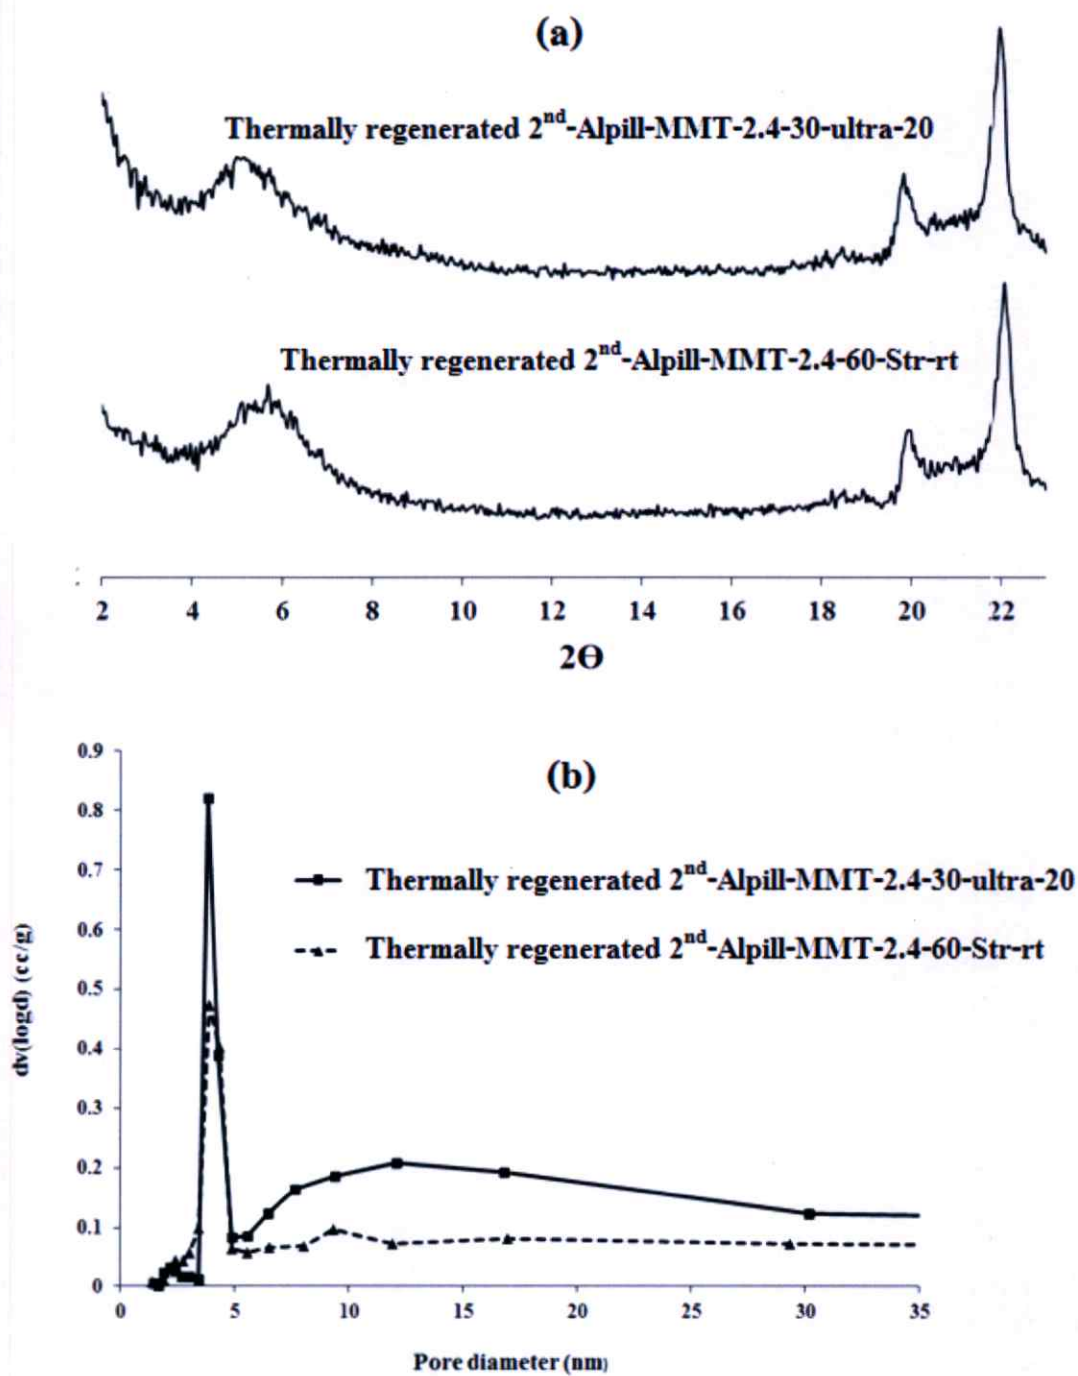 (a)
Thermally regenerated 2nd-Alpill-MMT-2.4-30-ultra-20
Thermally regenerated 2nd-Alpill-MMT-2.4-60-Str-rt
2 4 6 8 10 12 14 16 18 20 22
2Θ
(b)
0.9
0.8
0.7
0.6
0.5
0.4
0.3
0.2
0.1
0
dv(logd) (cc/g)
Thermally regenerated 2nd-Alpill-MMT-2.4-30-ultra-20
Thermally regenerated 2nd-Alpill-MMT-2.4-60-Str-rt
0 5 10 15 20 25 30 35
Pore diameter (nm)